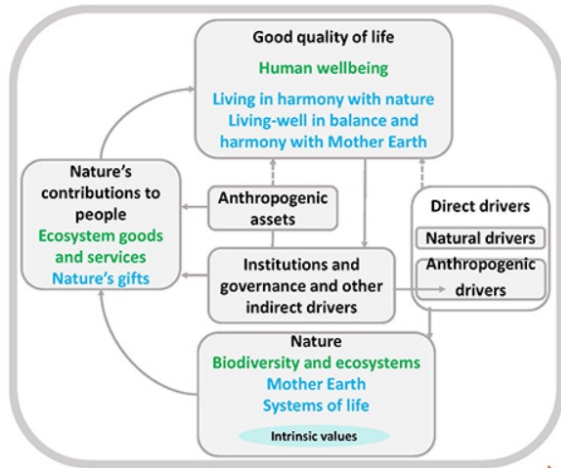 Good quality of life
Human wellbeing
Living in harmony with nature
Living-well in balance and
harmony with Mother Earth
Nature's
contributions to
people
Ecosystem goods
and services
Nature's gifts
Anthropogenic
assets
Direct drivers
Natural drivers
Anthropogenic
drivers
Institutions and
governance and other
indirect drivers
Nature
Biodiversity and ecosystems
Mother Earth
Systems of life
Intrinsic values